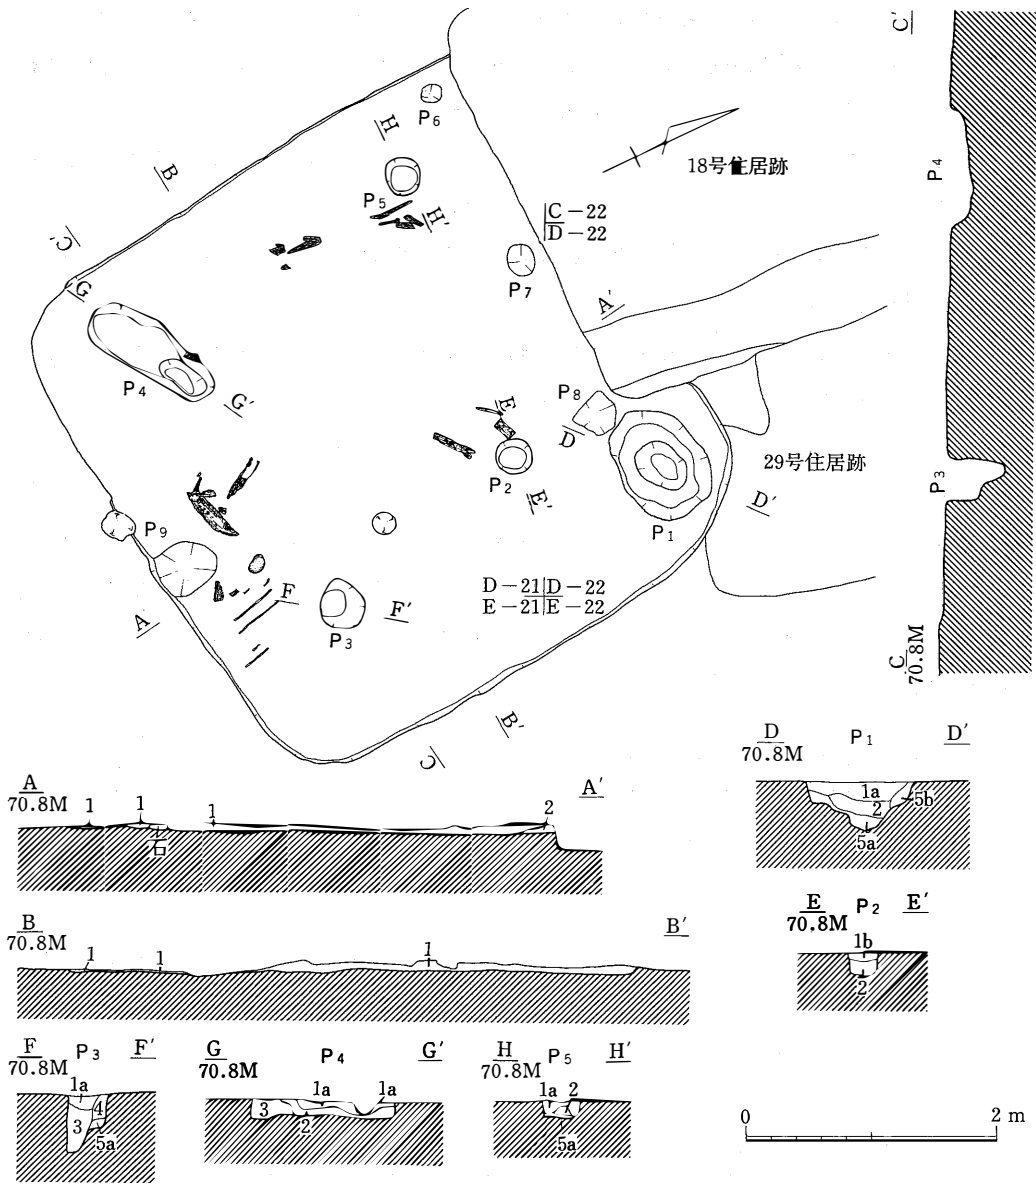 C'
P6
H
18号住居跡
B
P4
P5
H'
C-22
D-22
C'
G
P7
A'
P4
G'
P8
E
D
29号住居跡
P2
E'
D'
P3
P9
P1
D-21 D-22
E-21 E-22
F
F'
A
P3
C
70.8M
B'
C
D P1 D'
70.8M
1a
5b
2
5a
A A'
70.8M
1 1 1 2
石
E P2 E'
70.8M
1b
2
B B'
70.8M
1 1 1
F P3 F'
70.8M
1a
4
3
5a
G P4 G'
70.8M
1a 1a
3
2
H P5 H'
70.8M
1a 2
1
5a
0 2 m